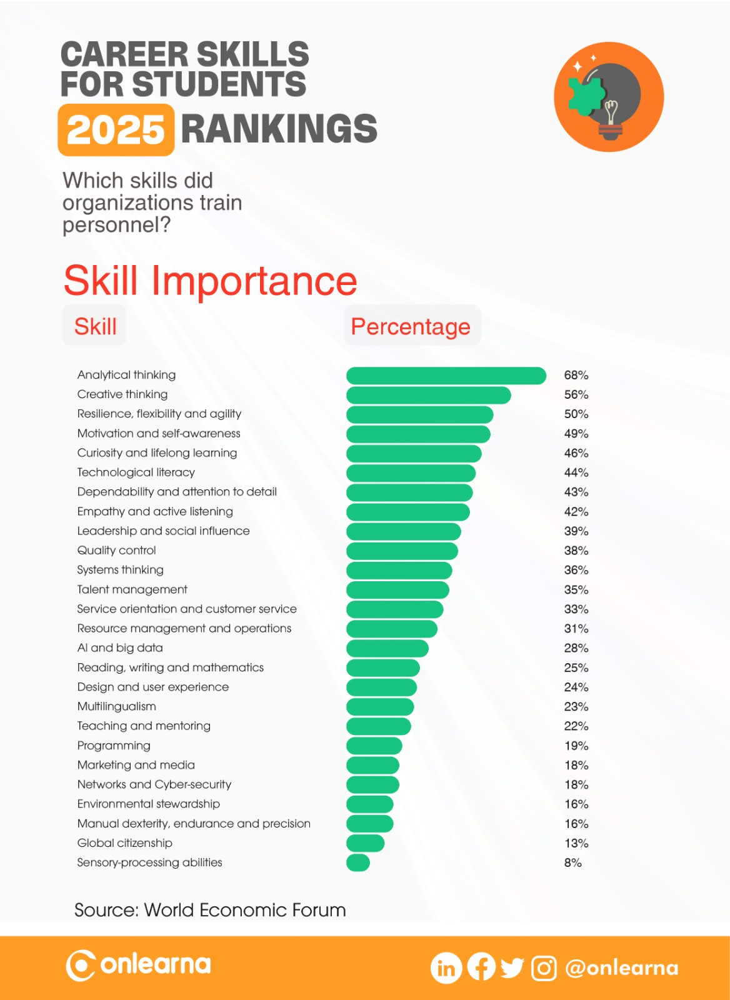 CAREER SKILLS
FOR STUDENTS
2025 RANKINGS
Which skills did
organizations train
personnel?
Skill Importance
Skill Percentage
Analytical thinking 68%
Creative thinking 56%
Resilience, flexibility and agility 50%
Motivation and self-awareness 49%
Curiosity and lifelong learning 46%
Technological literacy 44%
Dependability and attention to detail 43%
Empathy and active listening 42%
Leadership and social influence 39%
Quality control 38%
Systems thinking 36%
Talent management 35%
Service orientation and customer service 33%
Resource management and operations 31%
AI and big data 28%
Reading, writing and mathematics 25%
Design and user experience 24%
Multilingualism 23%
Teaching and mentoring 22%
Programming 19%
Marketing and media 18%
Networks and Cyber-security 18%
Environmental stewardship 16%
Manual dexterity, endurance and precision 16%
Global citizenship 13%
Sensory-processing abilities 8%
Source: World Economic Forum
onlearna in @onlearna